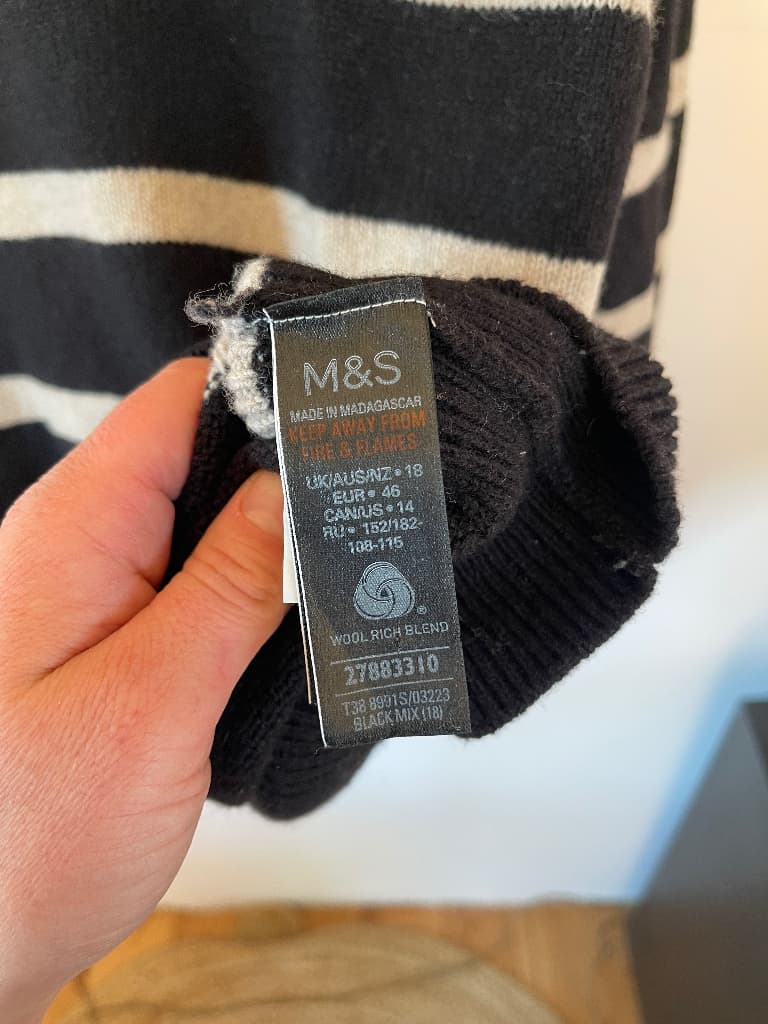 M&S
MADE IN MADAGASCAR
KEEP AWAY FROM
FIRE & FLAMES
UK/AUS/NZ • 18
EUR • 46
CAN/US • 14
RU • 152/182-
108-115
®
WOOL RICH BLEND
27883310
T38 8991S/03223
BLACK MIX (18)